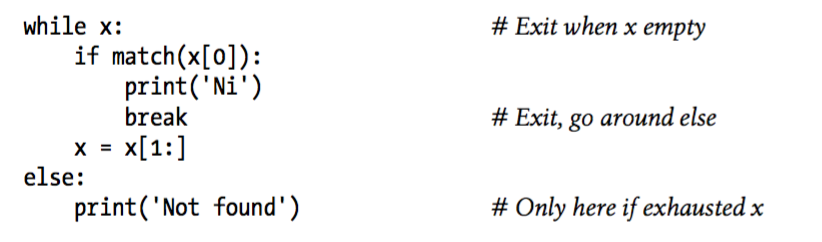 while x: # Exit when x empty
    if match(x[0]):
        print('Ni')
        break # Exit, go around else
    x = x[1:]
else:
    print('Not found') # Only here if exhausted x